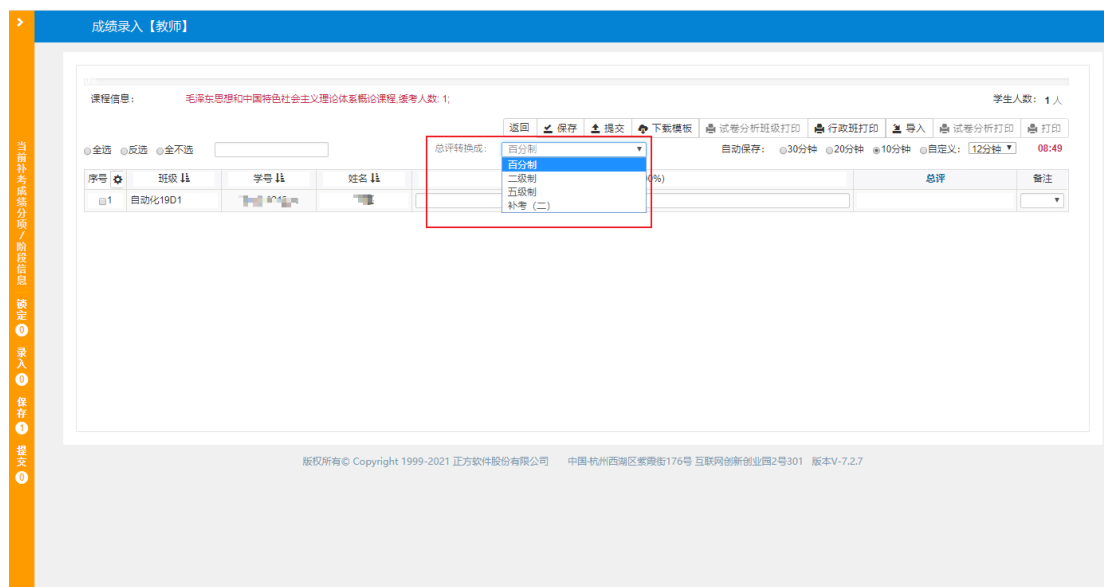 成绩录入【教师】
课程信息: 毛泽东思想和中国特色社会主义理论体系概论课程,缓考人数: 1; 学生人数: 1 人
返回 保存 提交 下载模板 试卷分析班级打印 行政班打印 导入 试卷分析打印 打印
全选 反选 全不选 总评转换成: 百分制 自动保存: 30分钟 20分钟 10分钟 自定义: 12分钟 08:49
百分制
二级制
五级制
补考(二)
序号 班级 学号 姓名 0%) 总评 备注
1 自动化19D1
当前补考成绩分项/阶段信息 锁定 0 录入 0 保存 1 提交 0
版权所有© Copyright 1999-2021 正方软件股份有限公司 中国·杭州西湖区紫霞街176号 互联网创新创业园2号301 版本V-7.2.7